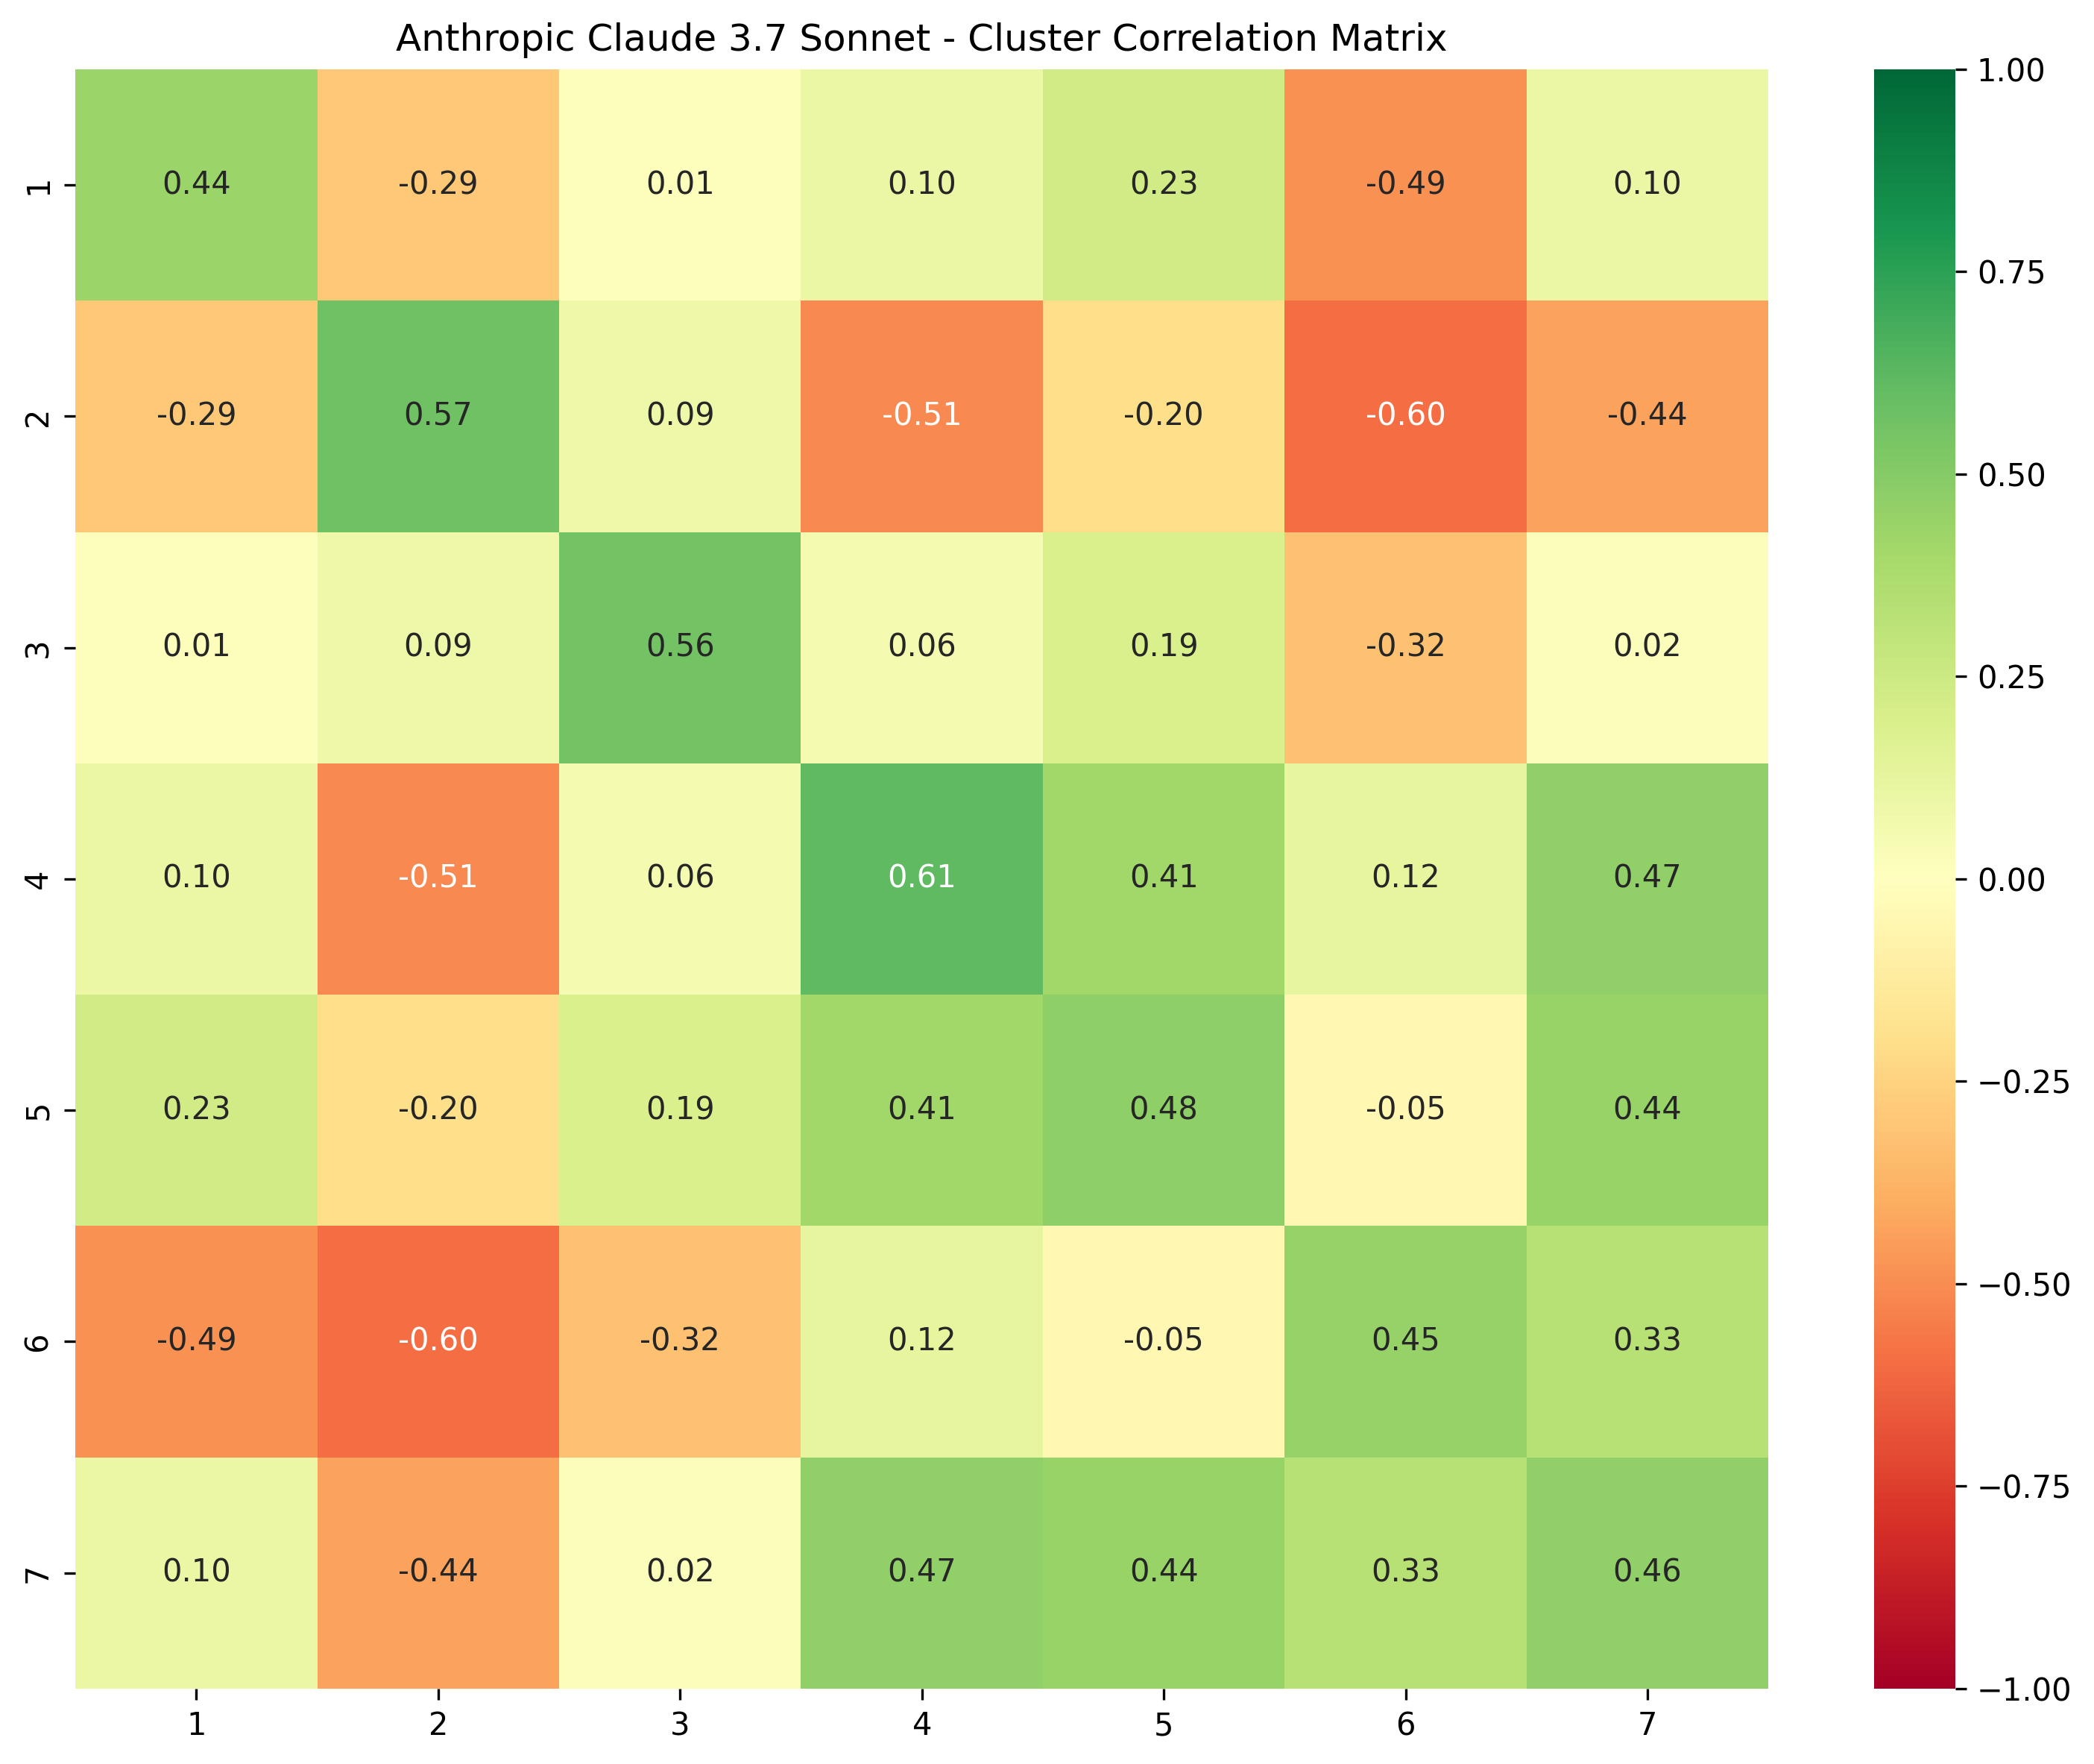 Anthropic Claude 3.7 Sonnet - Cluster Correlation Matrix
1 0.44 -0.29 0.01 0.10 0.23 -0.49 0.10
2 -0.29 0.57 0.09 -0.51 -0.20 -0.60 -0.44
3 0.01 0.09 0.56 0.06 0.19 -0.32 0.02
4 0.10 -0.51 0.06 0.61 0.41 0.12 0.47
5 0.23 -0.20 0.19 0.41 0.48 -0.05 0.44
6 -0.49 -0.60 -0.32 0.12 -0.05 0.45 0.33
7 0.10 -0.44 0.02 0.47 0.44 0.33 0.46
1 2 3 4 5 6 7
1.00
0.75
0.50
0.25
0.00
−0.25
−0.50
−0.75
−1.00